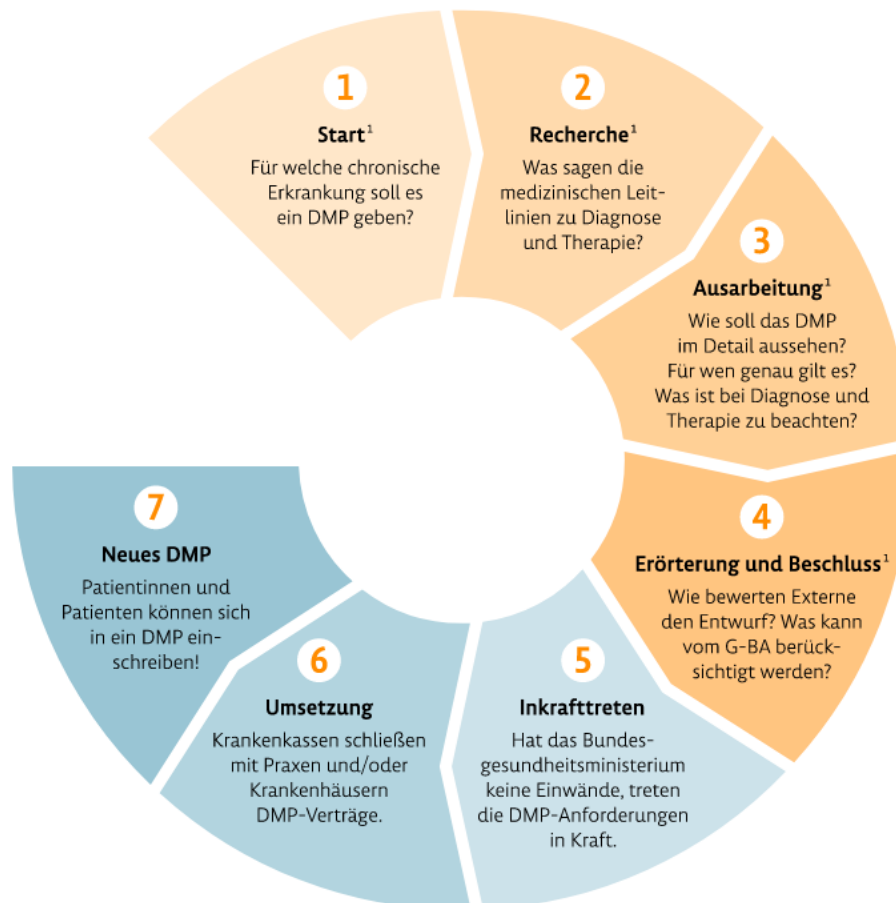 1
Start¹
Für welche chronische
Erkrankung soll es
ein DMP geben?
2
Recherche¹
Was sagen die
medizinischen Leit-
linien zu Diagnose
und Therapie?
3
Ausarbeitung¹
Wie soll das DMP
im Detail aussehen?
Für wen genau gilt es?
Was ist bei Diagnose und
Therapie zu beachten?
4
Erörterung und Beschluss¹
Wie bewerten Externe
den Entwurf? Was kann
vom G-BA berück-
sichtigt werden?
5
Inkrafttreten
Hat das Bundes-
gesundheitsministerium
keine Einwände, treten
die DMP-Anforderungen
in Kraft.
6
Umsetzung
Krankenkassen schließen
mit Praxen und/oder
Krankenhäusern
DMP-Verträge.
7
Neues DMP
Patientinnen und
Patienten können sich
in ein DMP ein-
schreiben!